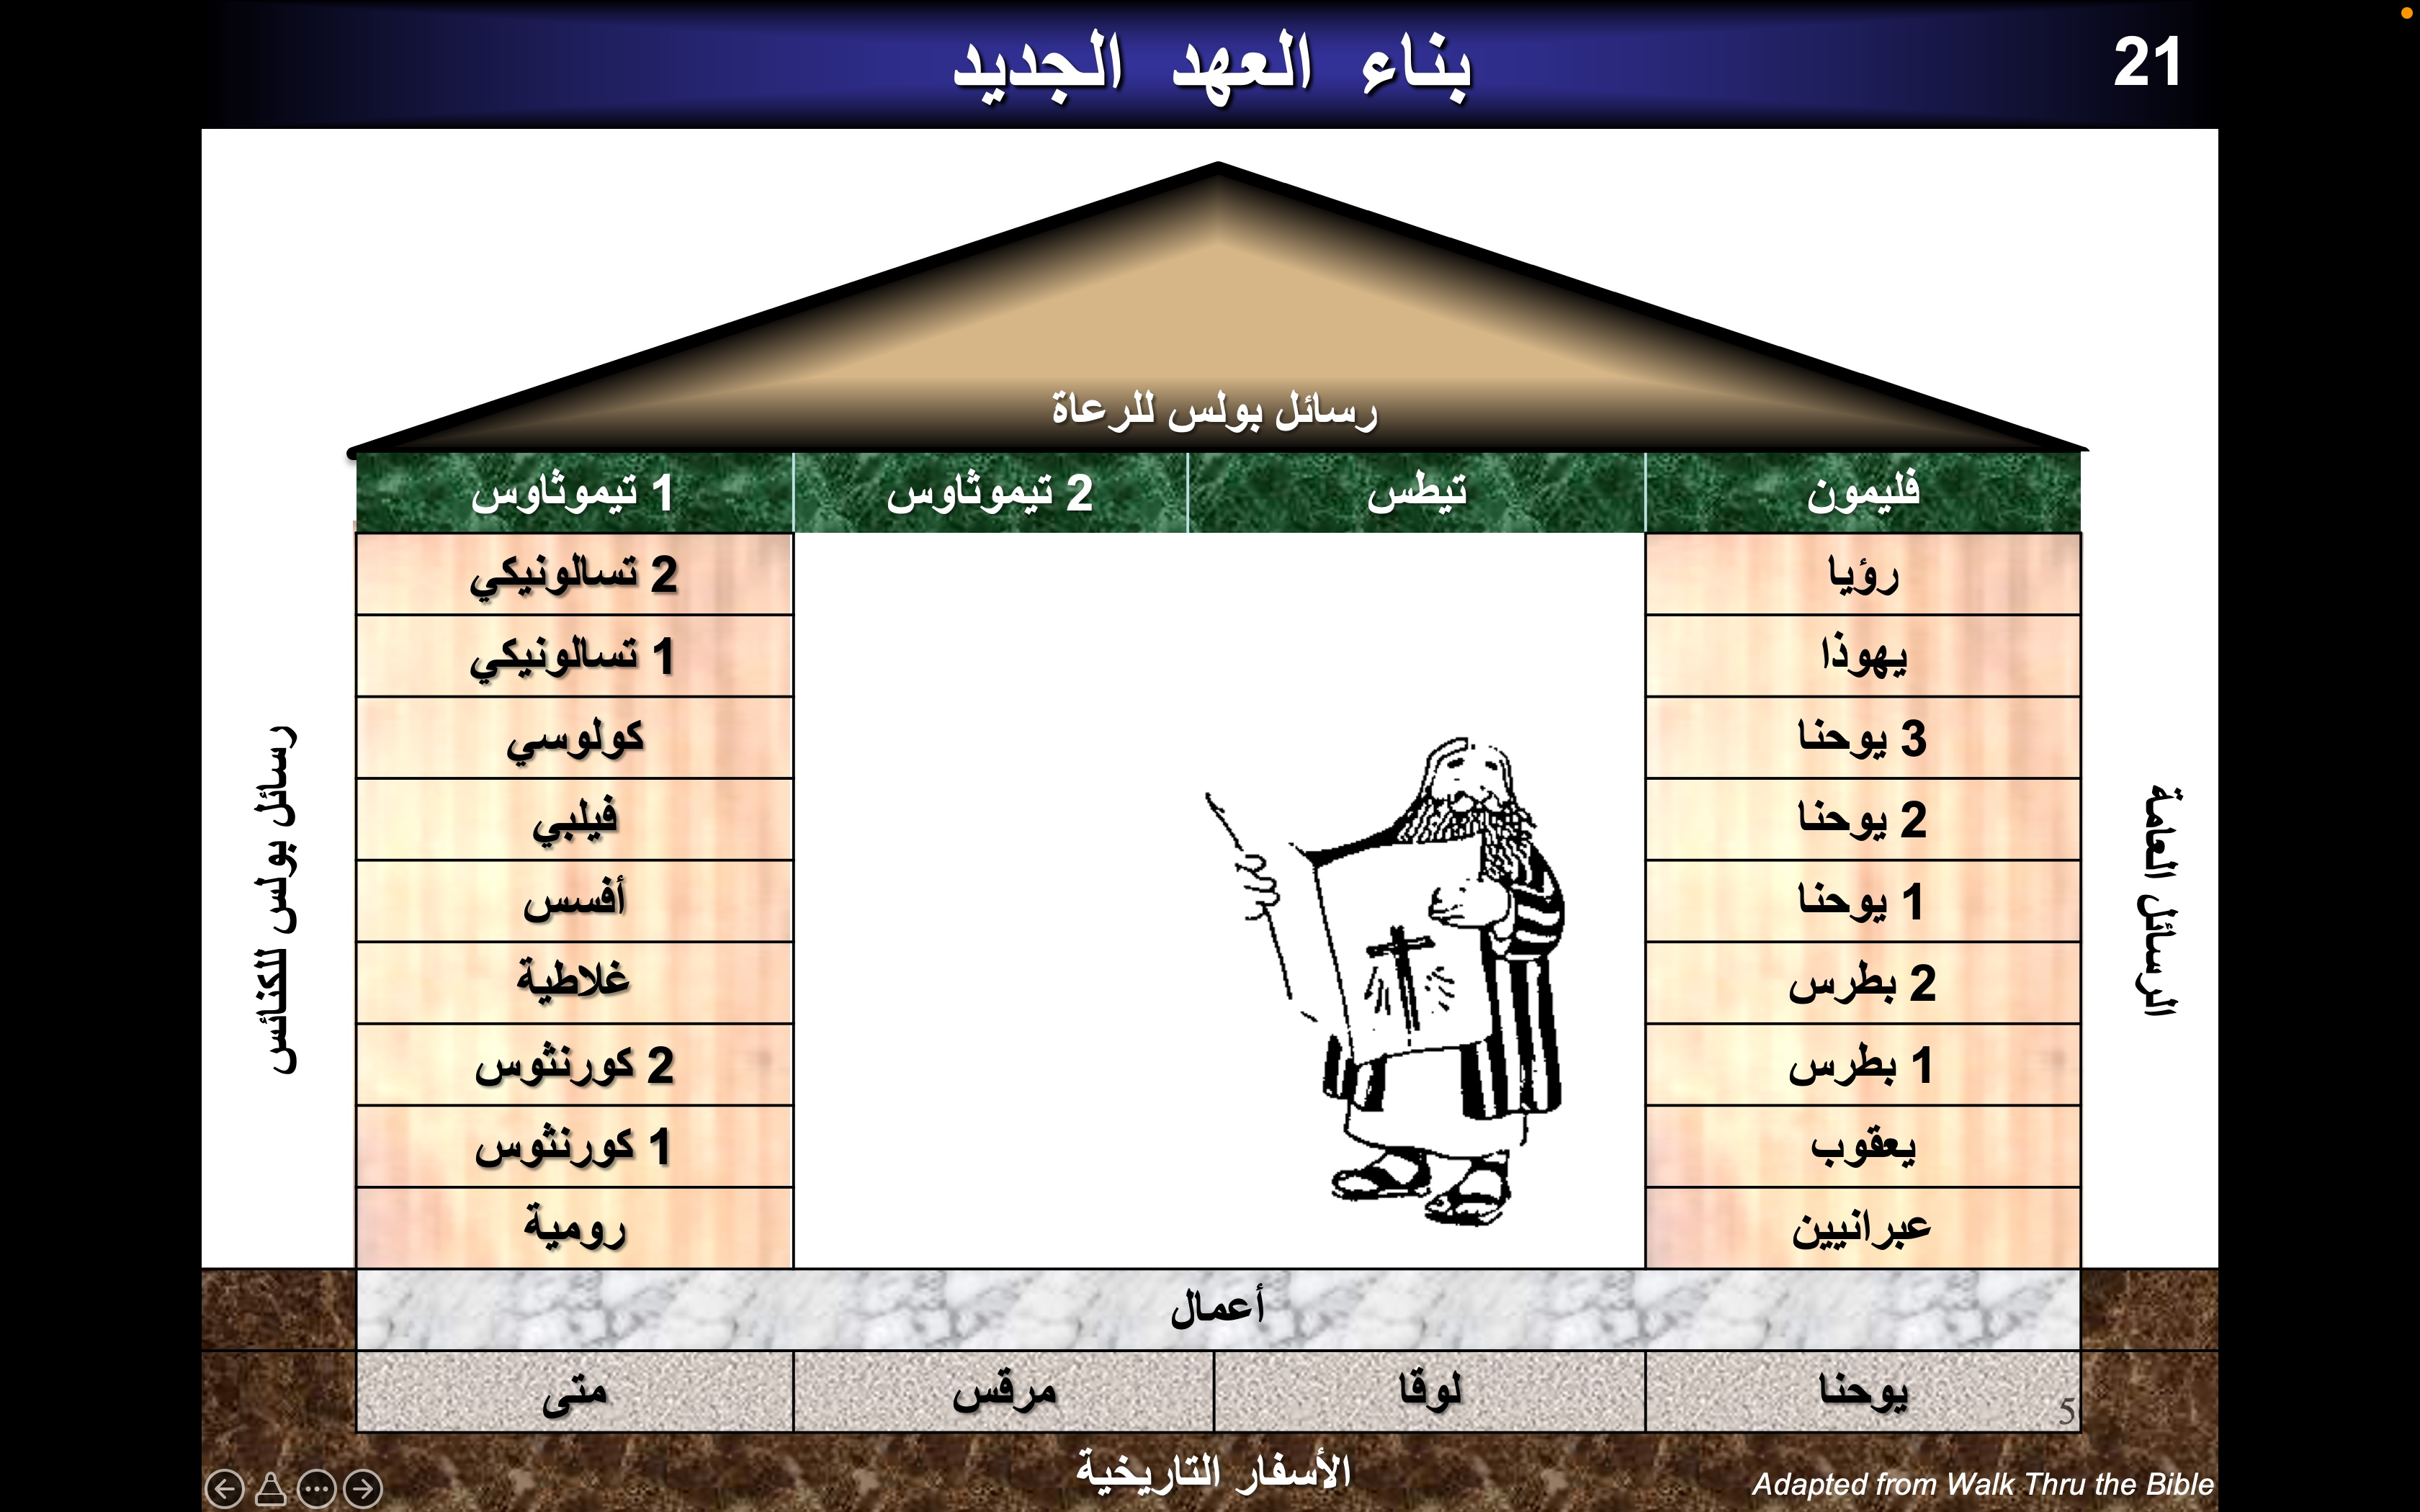 بناء العهد الجديد
21
رسائل بولس للرعاة
1 تيموثاوس
2 تيموثاوس
تيطس
فليمون
رسائل بولس للكنائس
2 تسالونيكي
1 تسالونيكي
كولوسي
فيلبي
أفسس
غلاطية
2 كورنثوس
1 كورنثوس
رومية
رؤيا
يهوذا
3 يوحنا
2 يوحنا
1 يوحنا
2 بطرس
1 بطرس
يعقوب
عبرانيين
الرسائل العامة
أعمال
متى
مرقس
لوقا
يوحنا
5
الأسفار التاريخية
Adapted from Walk Thru the Bible